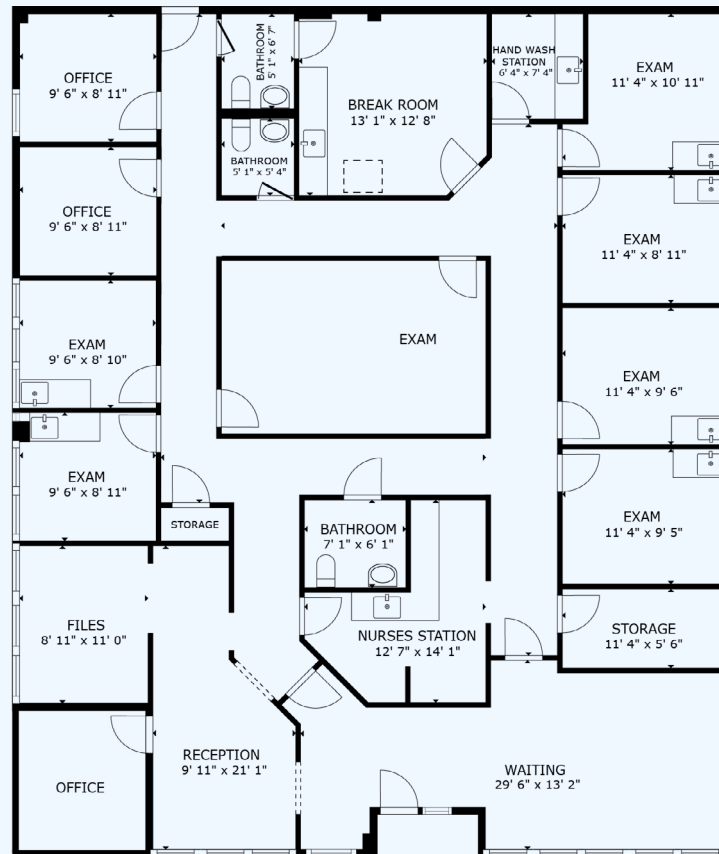 OFFICE
9' 6" x 8' 11"
BATHROOM
5' 1" x 6' 7"
BREAK ROOM
13' 1" x 12' 8"
HAND WASH
STATION
6' 4" x 7' 4"
EXAM
11' 4" x 10' 11"
BATHROOM
5' 1" x 5' 4"
OFFICE
9' 6" x 8' 11"
EXAM
11' 4" x 8' 11"
EXAM
9' 6" x 8' 10"
EXAM
EXAM
11' 4" x 9' 6"
EXAM
9' 6" x 8' 11"
STORAGE
BATHROOM
7' 1" x 6' 1"
EXAM
11' 4" x 9' 5"
FILES
8' 11" x 11' 0"
NURSES STATION
12' 7" x 14' 1"
STORAGE
11' 4" x 5' 6"
OFFICE
RECEPTION
9' 11" x 21' 1"
WAITING
29' 6" x 13' 2"